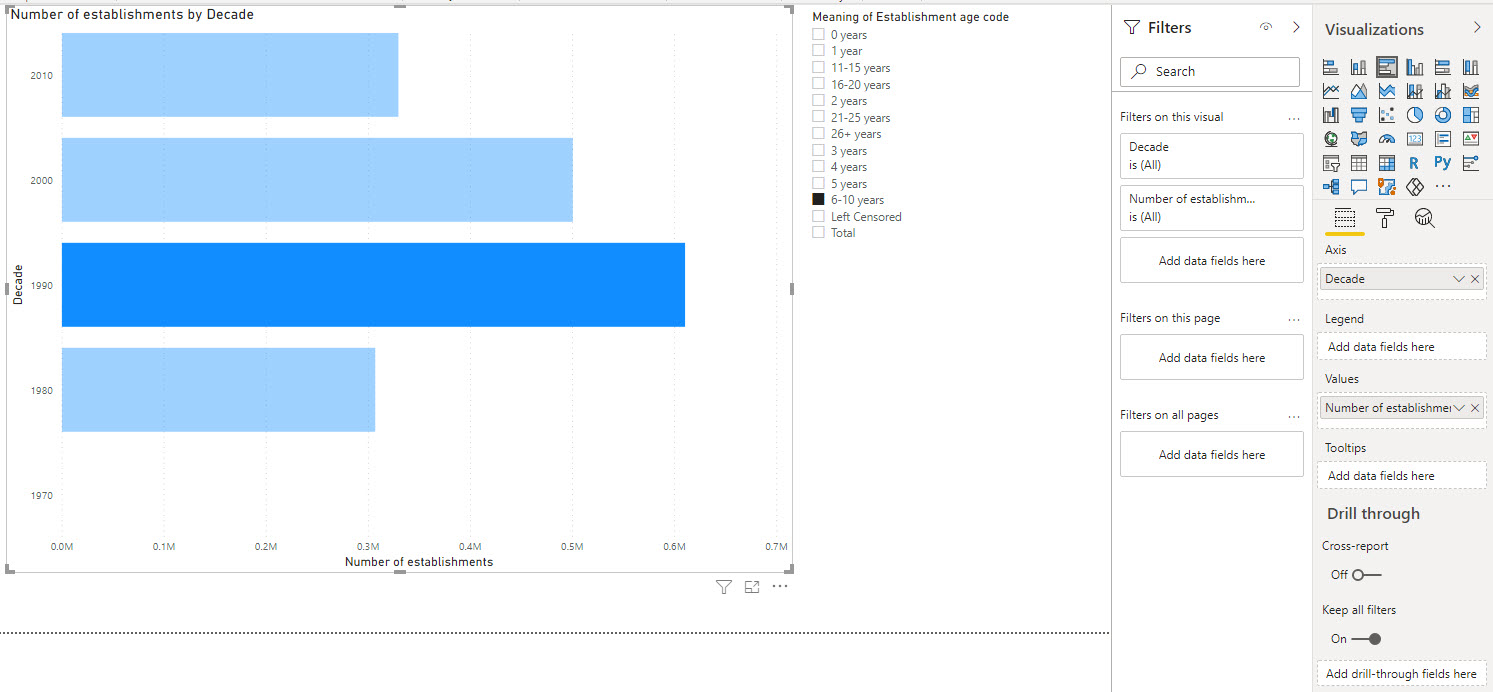 Number of establishments by Decade
2010
2000
1990
1980
1970
Decade
0.0M 0.1M 0.2M 0.3M 0.4M 0.5M 0.6M 0.7M
Number of establishments
Meaning of Establishment age code
0 years
1 year
11-15 years
16-20 years
2 years
21-25 years
26+ years
3 years
4 years
5 years
6-10 years
Left Censored
Total
Filters
Search
Filters on this visual ...
Decade
is (All)
Number of establishm...
is (All)
Add data fields here
Filters on this page ...
Add data fields here
Filters on all pages ...
Add data fields here
Visualizations
123
R Py
...
Axis
Decade
Legend
Add data fields here
Values
Number of establishmer
Tooltips
Add data fields here
Drill through
Cross-report
Off
Keep all filters
On
Add drill-through fields here